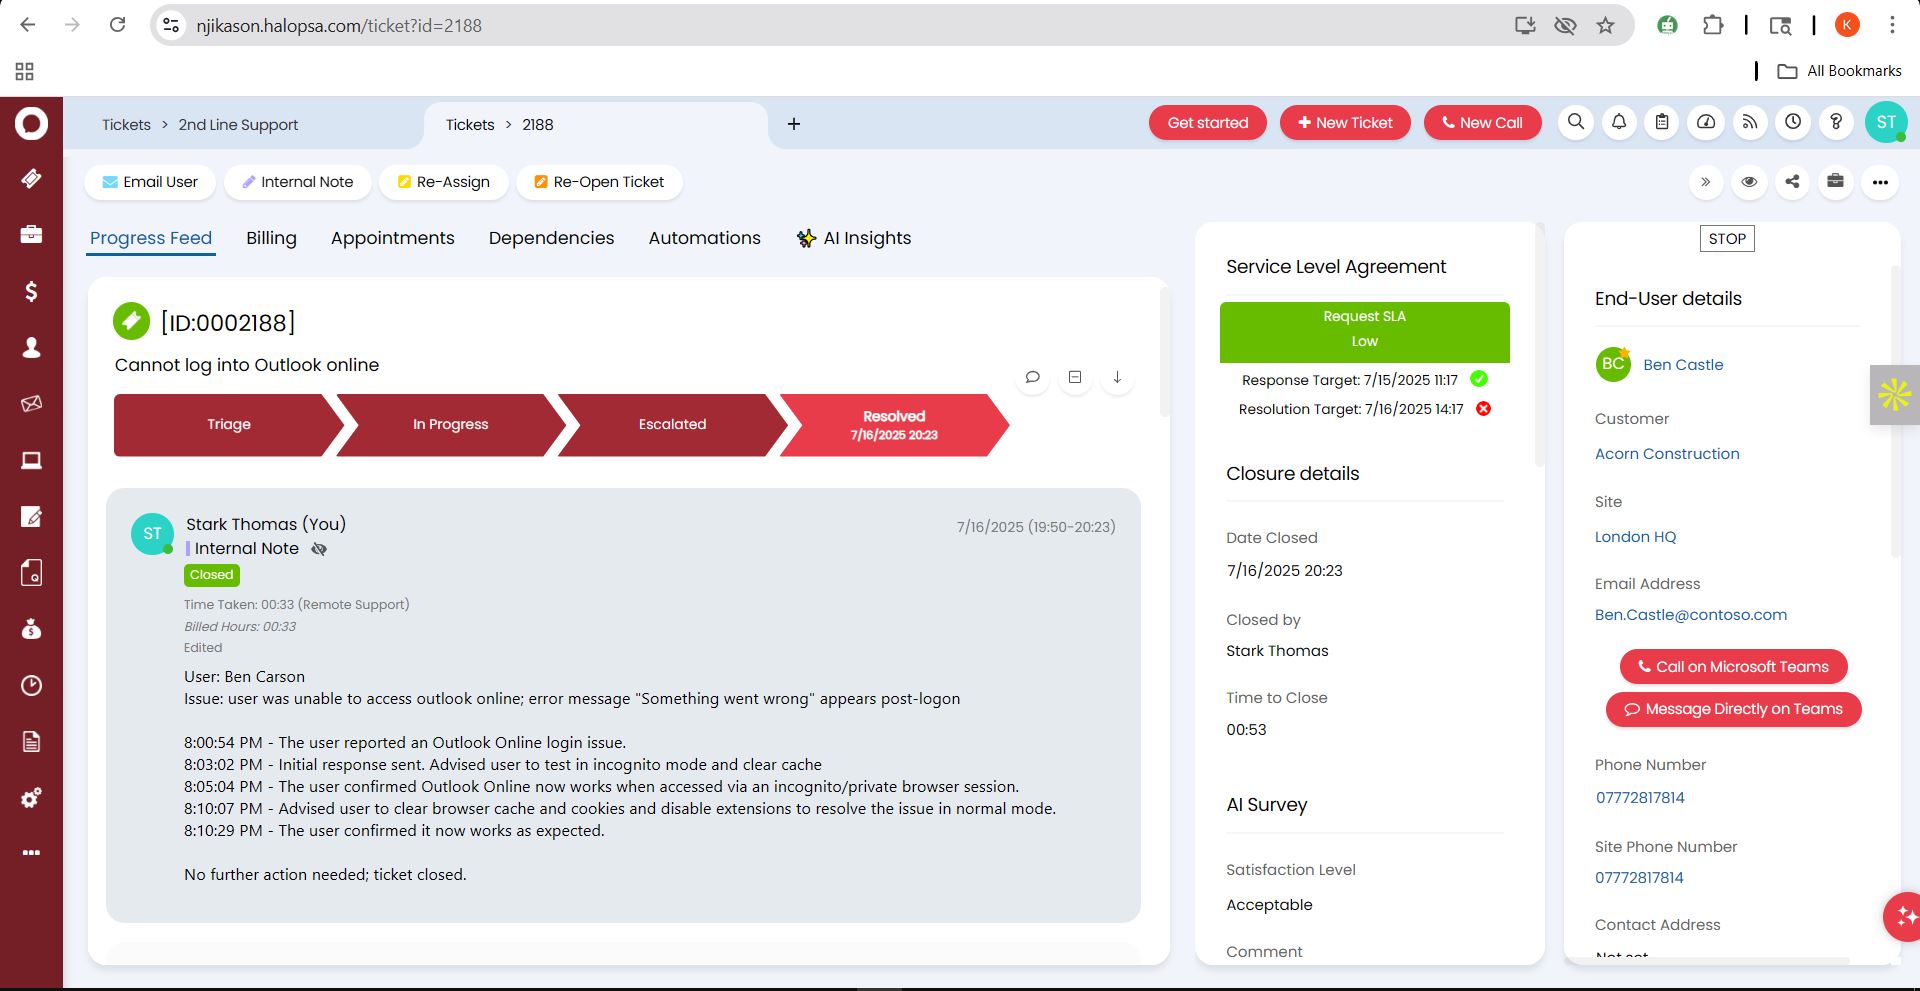 njikason.halopsa.com/ticket?id=2188
K
All Bookmarks
Tickets > 2nd Line Support
Tickets > 2188
+
Get started
New Ticket
New Call
ST
Email User
Internal Note
Re-Assign
Re-Open Ticket
Progress Feed
Billing
Appointments
Dependencies
Automations
AI Insights
[ID:0002188]
Cannot log into Outlook online
Triage
In Progress
Escalated
Resolved
7/16/2025 20:23
ST
Stark Thomas (You)
7/16/2025 (19:50-20:23)
Internal Note
Closed
Time Taken: 00:33 (Remote Support)
Billed Hours: 00:33
Edited
User: Ben Carson
Issue: user was unable to access outlook online; error message "Something went wrong" appears post-logon
8:00:54 PM - The user reported an Outlook Online login issue.
8:03:02 PM - Initial response sent. Advised user to test in incognito mode and clear cache
8:05:04 PM - The user confirmed Outlook Online now works when accessed via an incognito/private browser session.
8:10:07 PM - Advised user to clear browser cache and cookies and disable extensions to resolve the issue in normal mode.
8:10:29 PM - The user confirmed it now works as expected.
No further action needed; ticket closed.
Service Level Agreement
Request SLA
Low
Response Target: 7/15/2025 11:17
Resolution Target: 7/16/2025 14:17
Closure details
Date Closed
7/16/2025 20:23
Closed by
Stark Thomas
Time to Close
00:53
AI Survey
Satisfaction Level
Acceptable
Comment
STOP
End-User details
BC
Ben Castle
Customer
Acorn Construction
Site
London HQ
Email Address
Ben.Castle@contoso.com
Call on Microsoft Teams
Message Directly on Teams
Phone Number
07772817814
Site Phone Number
07772817814
Contact Address
Not set